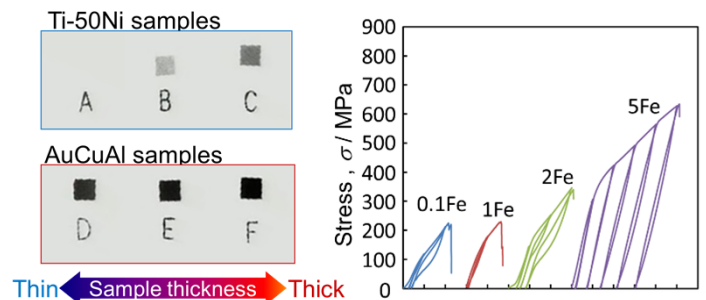 Ti-50Ni samples
A B C
AuCuAl samples
D E F
Thin Sample thickness Thick
Stress , σ / MPa
900
800
700
600
500
400
300
200
100
0
0.1Fe
1Fe
2Fe
5Fe